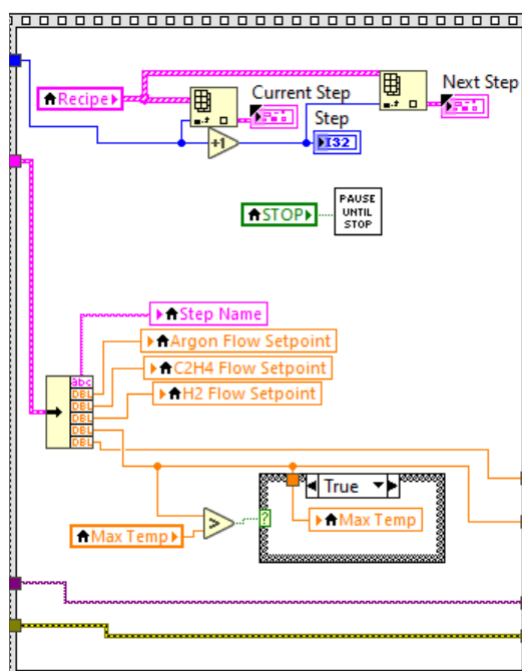 Recipe
Current Step
Next Step
+1
Step
I32
STOP
PAUSE
UNTIL
STOP
Step Name
Argon Flow Setpoint
abc
C2H4 Flow Setpoint
DBL
H2 Flow Setpoint
DBL
DBL
DBL
DBL
True
>
?
Max Temp
Max Temp